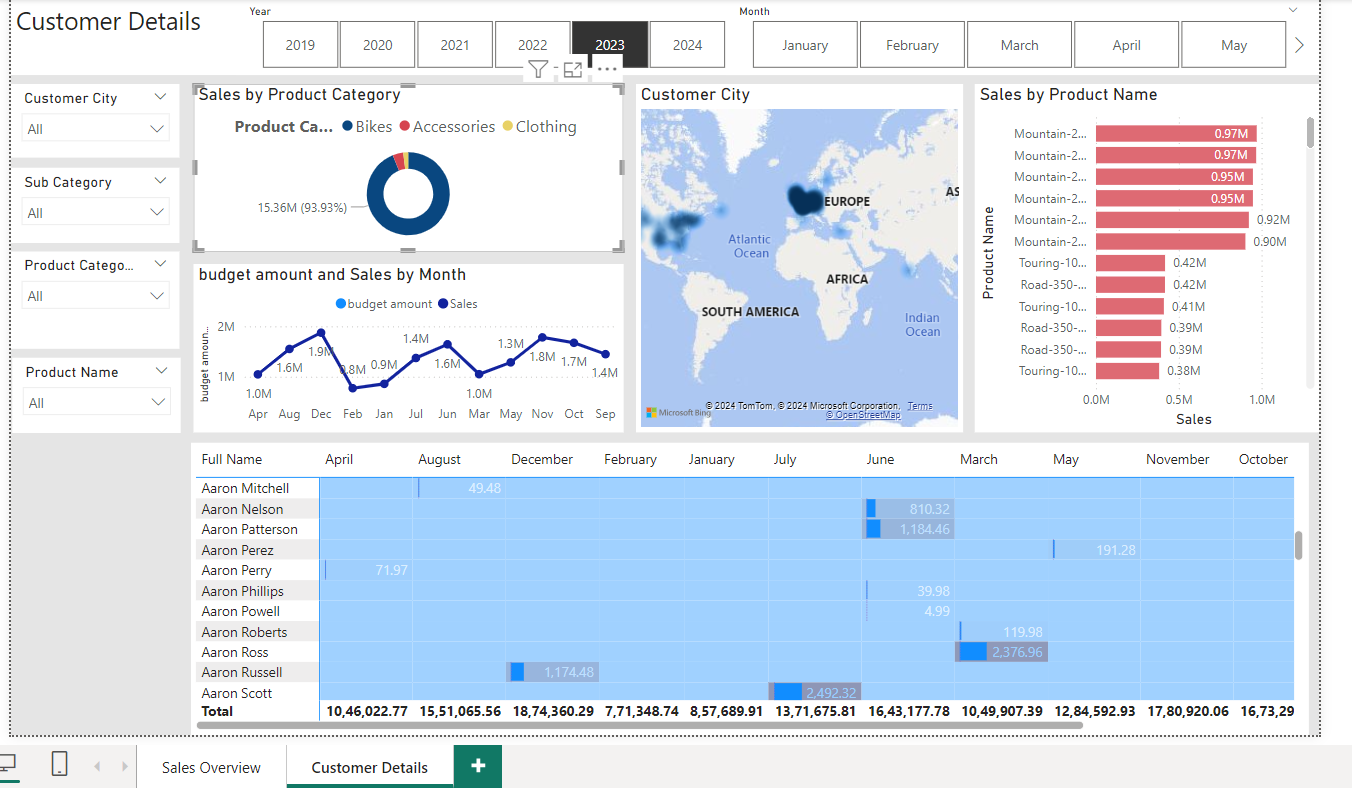 Customer Details
Year
2019 2020 2021 2022 2023 2024
Month
January February March April May
Customer City
All
Sub Category
All
Product Catego...
All
Product Name
All
Sales by Product Category
Product Ca... Bikes Accessories Clothing
15.36M (93.93%)
budget amount and Sales by Month
budget amount Sales
budget amoun...
2M
1M
1.0M 1.6M 1.9M 0.8M 0.9M 1.4M 1.6M 1.0M 1.3M 1.8M 1.7M 1.4M
Apr Aug Dec Feb Jan Jul Jun Mar May Nov Oct Sep
Customer City
EUROPE
AS
Atlantic
Ocean
AFRICA
SOUTH AMERICA
Indian
Ocean
Microsoft Bing
© 2024 TomTom, © 2024 Microsoft Corporation, Terms
© OpenStreetMap
Sales by Product Name
Product Name
Mountain-2... 0.97M
Mountain-2... 0.97M
Mountain-2... 0.95M
Mountain-2... 0.95M
Mountain-2... 0.92M
Mountain-2... 0.90M
Touring-10... 0.42M
Road-350-... 0.42M
Touring-10... 0.41M
Road-350-... 0.39M
Road-350-... 0.39M
Touring-10... 0.38M
0.0M 0.5M 1.0M
Sales
Full Name April August December February January July June March May November October
Aaron Mitchell 49.48
Aaron Nelson 810.32
Aaron Patterson 1,184.46
Aaron Perez 191.28
Aaron Perry 71.97
Aaron Phillips 39.98
Aaron Powell 4.99
Aaron Roberts 119.98
Aaron Ross 2,376.96
Aaron Russell 1,174.48
Aaron Scott 2,492.32
Total 10,46,022.77 15,51,065.56 18,74,360.29 7,71,348.74 8,57,689.91 13,71,675.81 16,43,177.78 10,49,907.39 12,84,592.93 17,80,920.06 16,73,29
Sales Overview Customer Details +